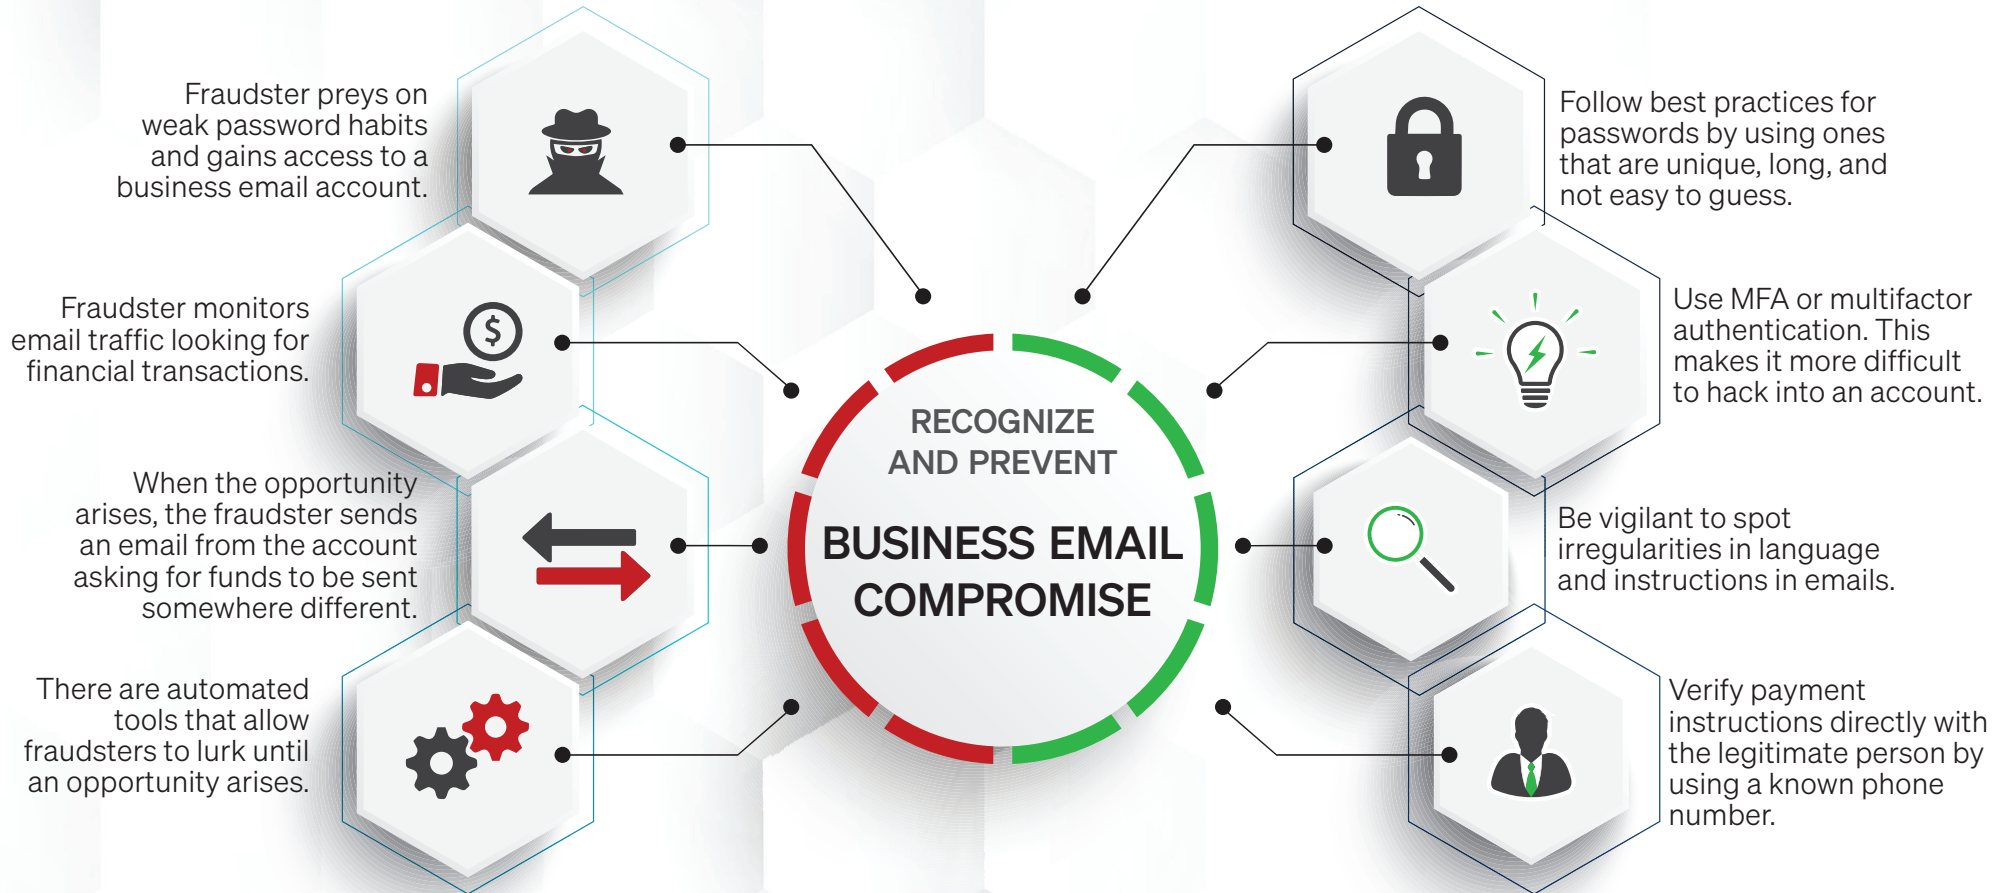 Fraudster preys on
weak password habits
and gains access to a
business email account.
Fraudster monitors
email traffic looking for
financial transactions.
When the opportunity
arises, the fraudster sends
an email from the account
asking for funds to be sent
somewhere different.
There are automated
tools that allow
fraudsters to lurk until
an opportunity arises.
$
RECOGNIZE
AND PREVENT
BUSINESS EMAIL
COMPROMISE
Follow best practices for
passwords by using ones
that are unique, long, and
not easy to guess.
Use MFA or multifactor
authentication. This
makes it more difficult
to hack into an account.
Be vigilant to spot
irregularities in language
and instructions in emails.
Verify payment
instructions directly with
the legitimate person by
using a known phone
number.